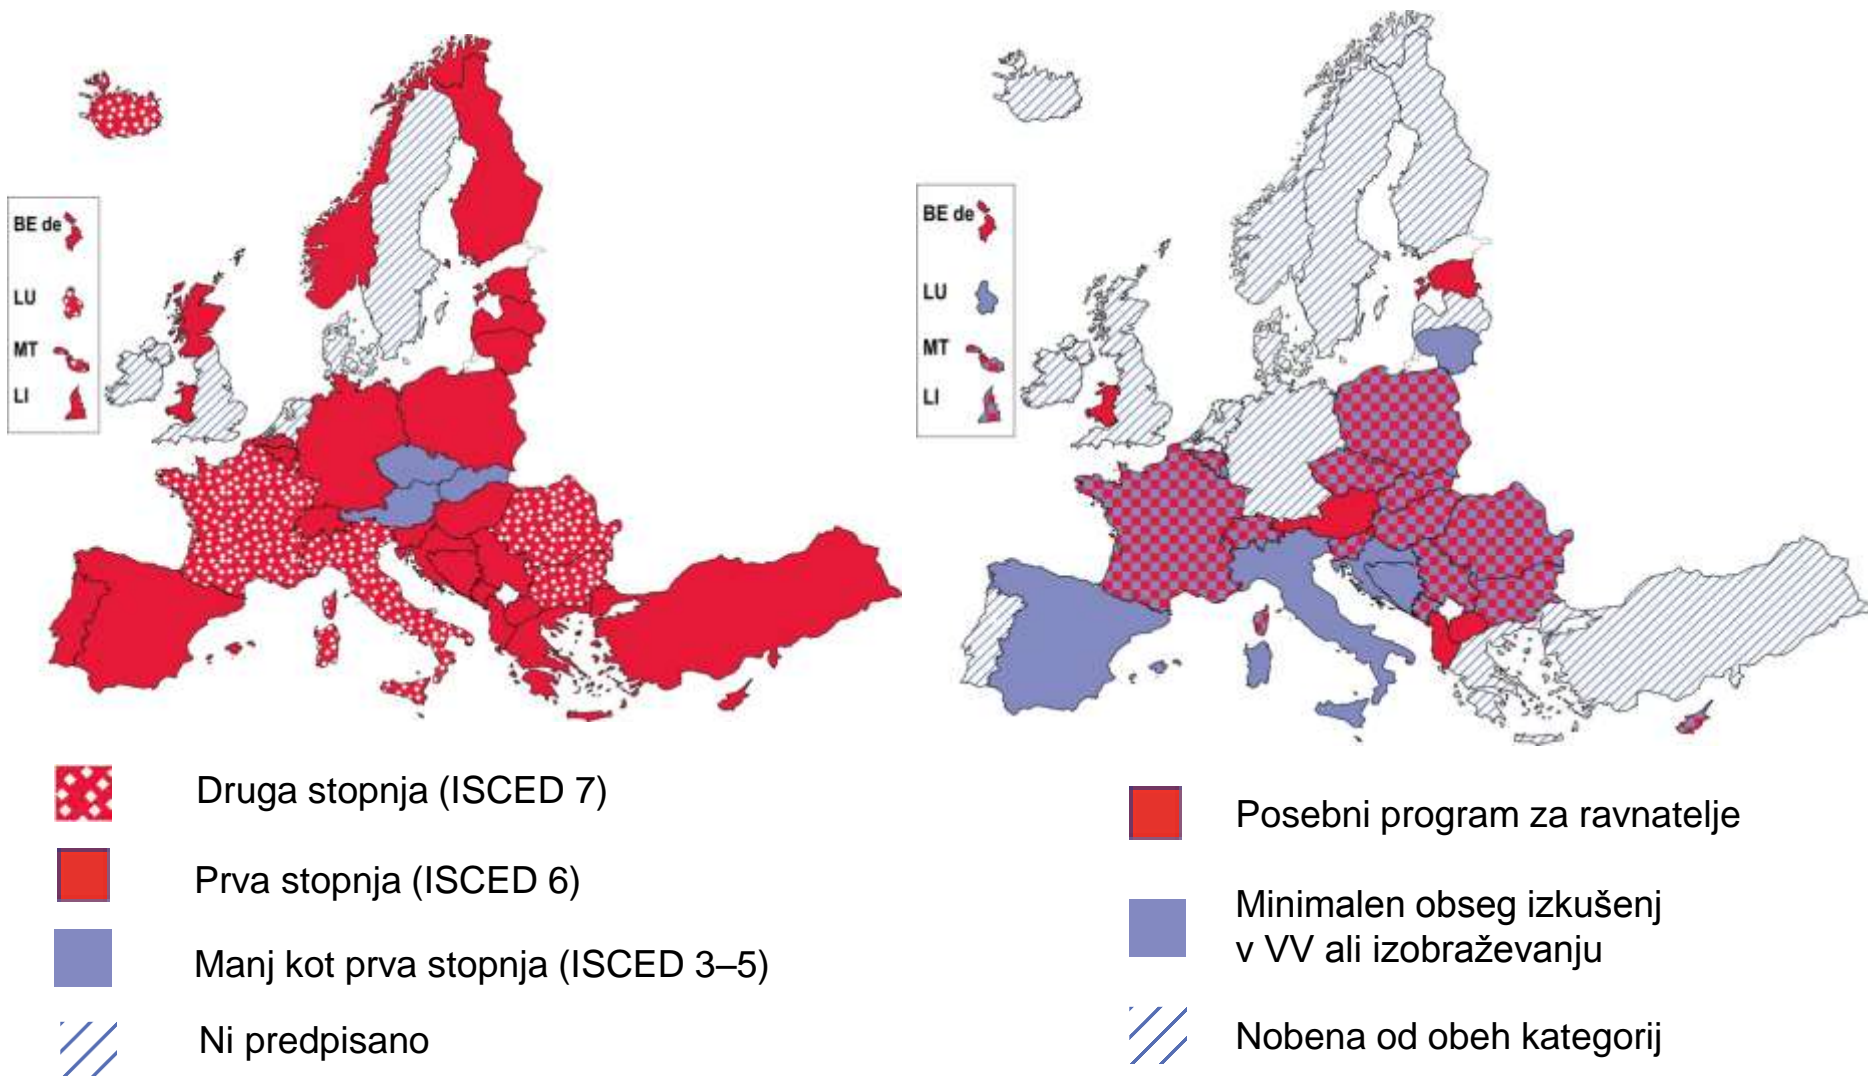 BE de
LU
MT
LI
Druga stopnja (ISCED 7)
Prva stopnja (ISCED 6)
Manj kot prva stopnja (ISCED 3–5)
Ni predpisano
BE de
LU
MT
LI
Posebni program za ravnatelje
Minimalen obseg izkušenj
v VV ali izobraževanju
Nobena od obeh kategorij